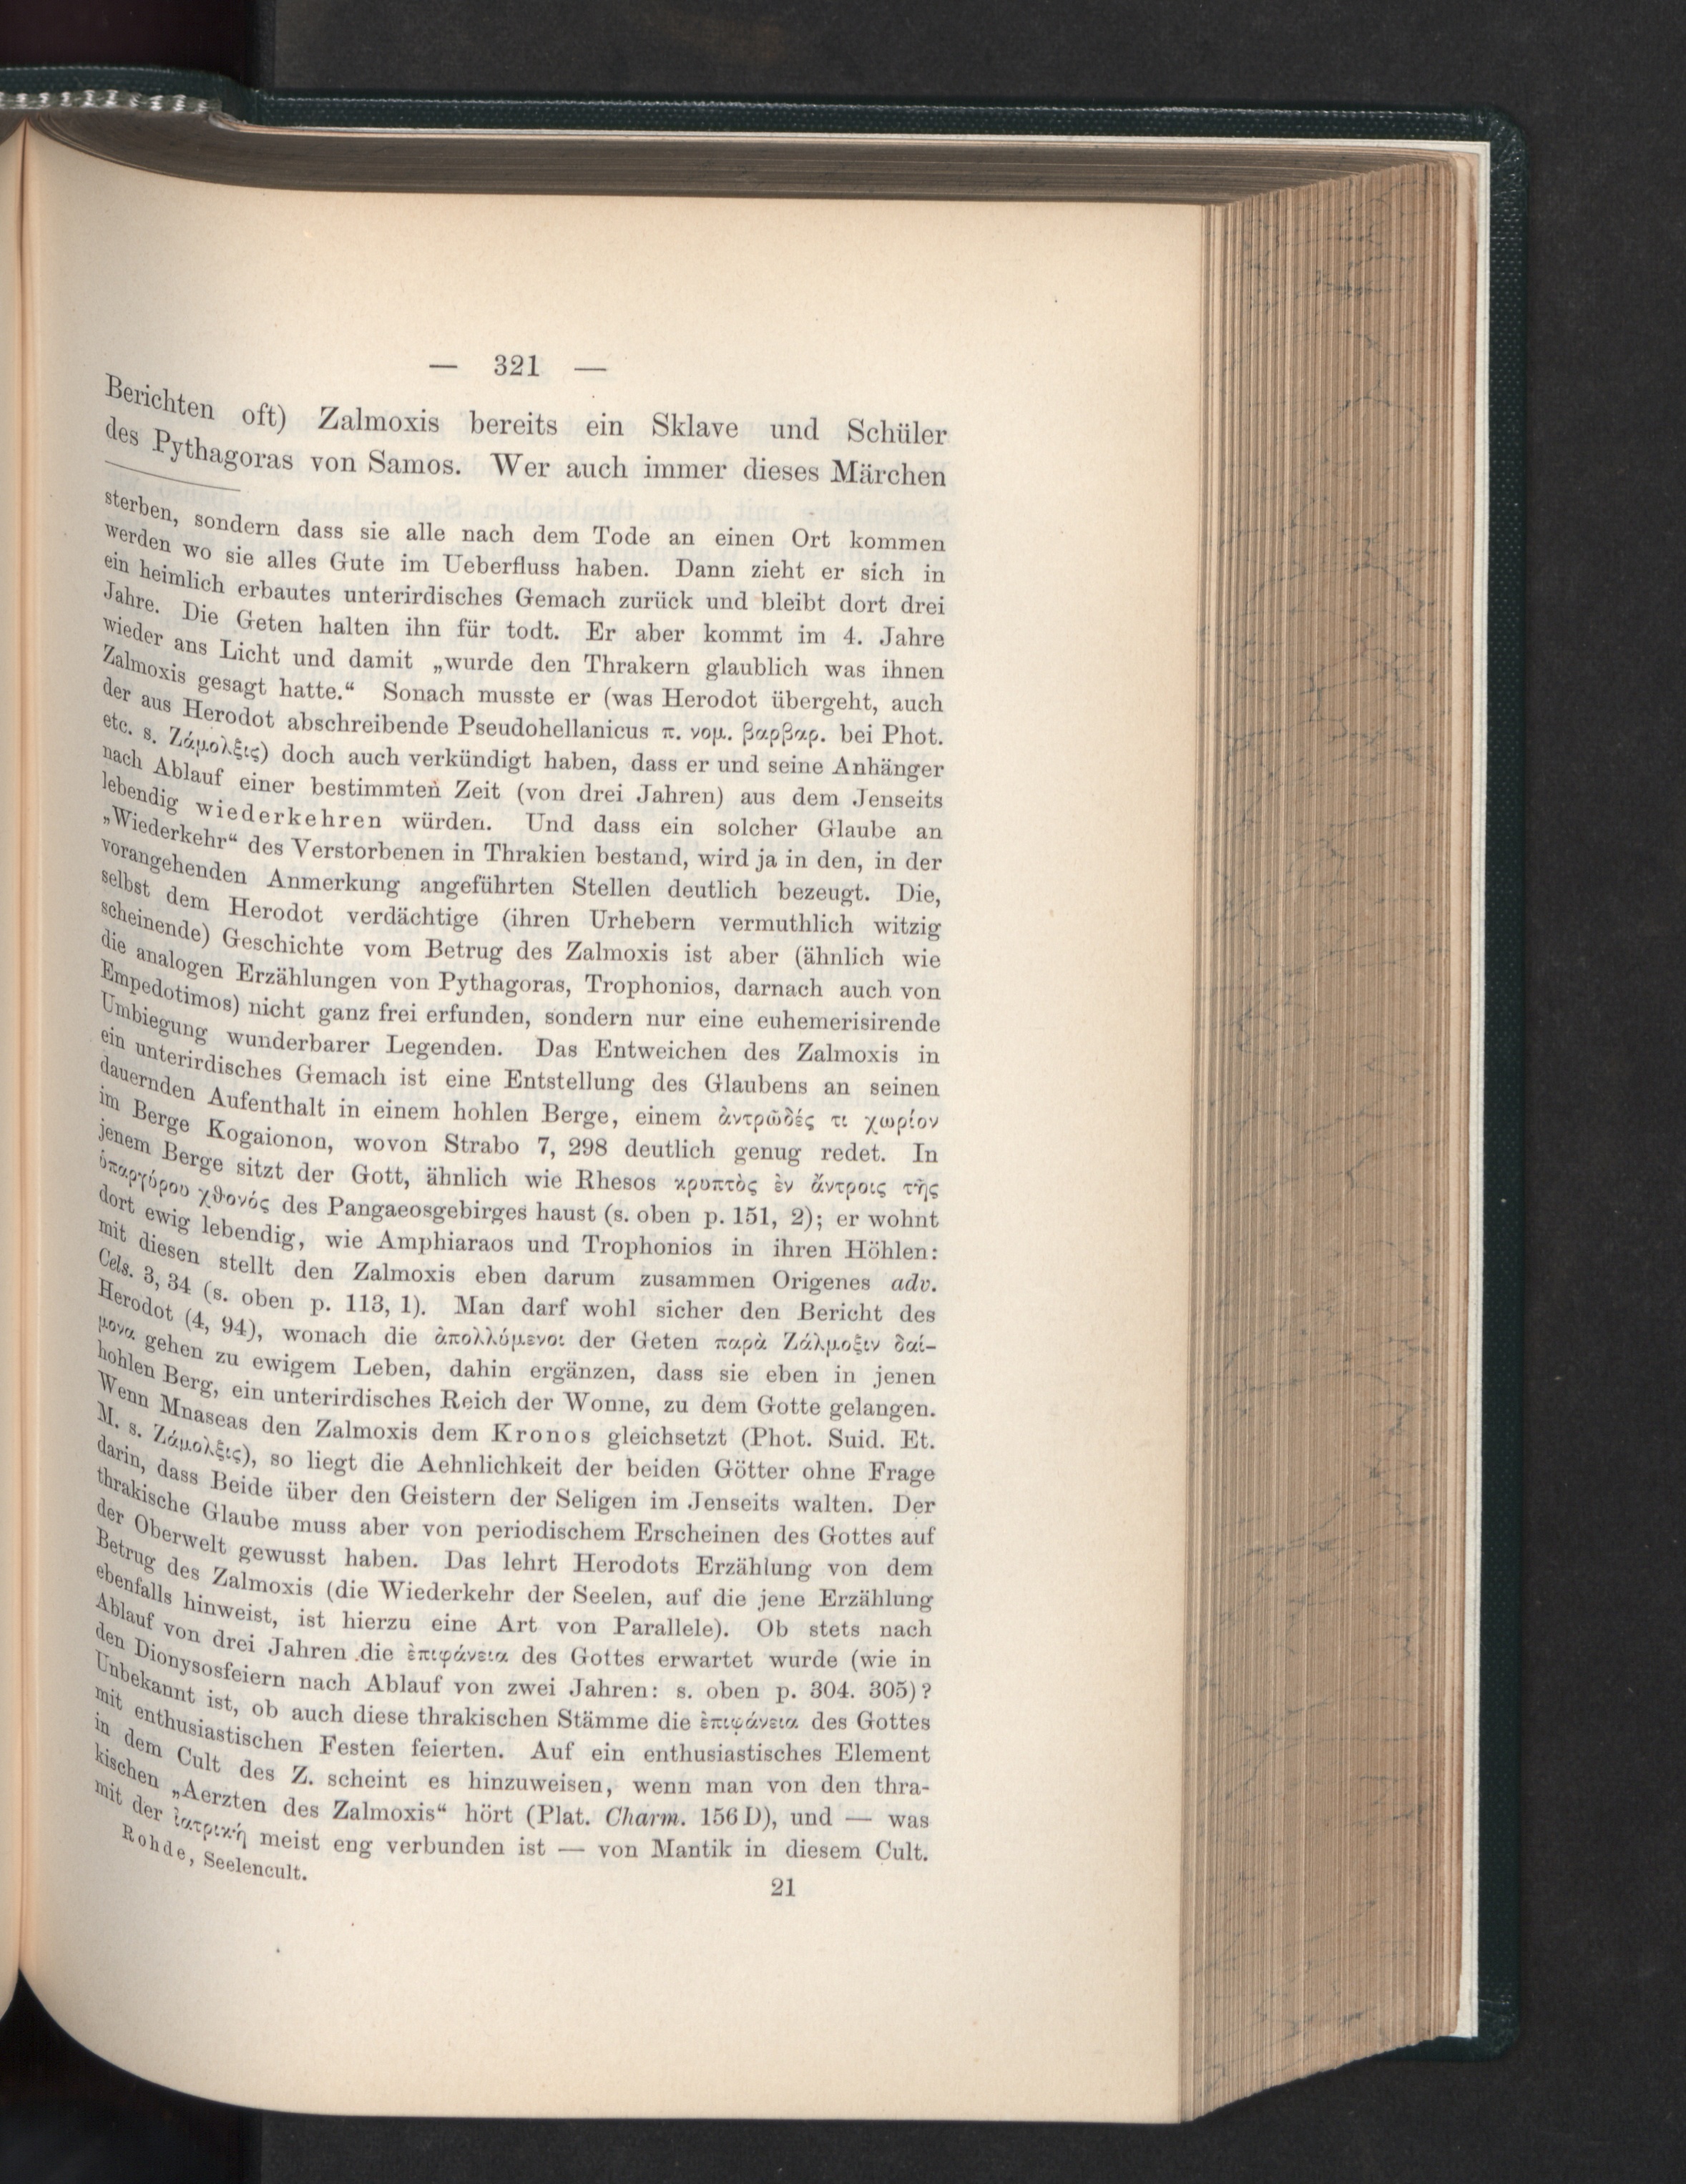 — 321 —
Berichten oft) Zalmoxis bereits ein Sklave und Schüler
des Pythagoras von Samos. Wer auch immer dieses Märchen
sterben, sondern dass sie alle nach dem Tode an einen Ort kommen
werden wo sie alles Gute im Ueberfluss haben. Dann zieht er sich in
ein heimlich erbautes unterirdisches Gemach zurück und bleibt dort drei
Jahre. Die Geten halten ihn für todt. Er aber kommt im 4. Jahre
wieder ans Licht und damit „wurde den Thrakern glaublich was ihnen
Zalmoxis gesagt hatte.“ Sonach musste er (was Herodot übergeht, auch
der aus Herodot abschreibende Pseudohellanicus π. νομ. βαρβαρ. bei Phot.
etc. s. Ζάμολξις) doch auch verkündigt haben, dass er und seine Anhänger
nach Ablauf einer bestimmten Zeit (von drei Jahren) aus dem Jenseits
lebendig wiederkehren würden. Und dass ein solcher Glaube an
„Wiederkehr“ des Verstorbenen in Thrakien bestand, wird ja in den, in der
vorangehenden Anmerkung angeführten Stellen deutlich bezeugt. Die,
selbst dem Herodot verdächtige (ihren Urhebern vermuthlich witzig
scheinende) Geschichte vom Betrug des Zalmoxis ist aber (ähnlich wie
die analogen Erzählungen von Pythagoras, Trophonios, darnach auch von
Empedotimos) nicht ganz frei erfunden, sondern nur eine euhemerisirende
Umbiegung wunderbarer Legenden. Das Entweichen des Zalmoxis in
ein unterirdisches Gemach ist eine Entstellung des Glaubens an seinen
dauernden Aufenthalt in einem hohlen Berge, einem ἀντρῶδές τι χωρίον
im Berge Kogaionon, wovon Strabo 7, 298 deutlich genug redet. In
jenem Berge sitzt der Gott, ähnlich wie Rhesos κρυπτὸς ἐν ἄντροις τῆς
ὑπαργύρου χθονός des Pangaeosgebirges haust (s. oben p. 151, 2); er wohnt
dort ewig lebendig, wie Amphiaraos und Trophonios in ihren Höhlen:
mit diesen stellt den Zalmoxis eben darum zusammen Origenes adv.
Cels. 3, 34 (s. oben p. 113, 1). Man darf wohl sicher den Bericht des
Herodot (4, 94), wonach die ἀπολλύμενοι der Geten παρὰ Ζάλμοξιν δαί-
μονα gehen zu ewigem Leben, dahin ergänzen, dass sie eben in jenen
hohlen Berg, ein unterirdisches Reich der Wonne, zu dem Gotte gelangen.
Wenn Mnaseas den Zalmoxis dem Kronos gleichsetzt (Phot. Suid. Et.
M. s. Ζάμολξις), so liegt die Aehnlichkeit der beiden Götter ohne Frage
darin, dass Beide über den Geistern der Seligen im Jenseits walten. Der
thrakische Glaube muss aber von periodischem Erscheinen des Gottes auf
der Oberwelt gewusst haben. Das lehrt Herodots Erzählung von dem
Betrug des Zalmoxis (die Wiederkehr der Seelen, auf die jene Erzählung
ebenfalls hinweist, ist hierzu eine Art von Parallele). Ob stets nach
Ablauf von drei Jahren die ἐπιφάνεια des Gottes erwartet wurde (wie in
den Dionysosfeiern nach Ablauf von zwei Jahren: s. oben p. 304. 305)?
Unbekannt ist, ob auch diese thrakischen Stämme die ἐπιφάνεια des Gottes
mit enthusiastischen Festen feierten. Auf ein enthusiastisches Element
in dem Cult des Z. scheint es hinzuweisen, wenn man von den thra-
kischen „Aerzten des Zalmoxis“ hört (Plat. Charm. 156 D), und — was
mit der ἰατρική meist eng verbunden ist — von Mantik in diesem Cult.
Rohde, Seelencult.
21